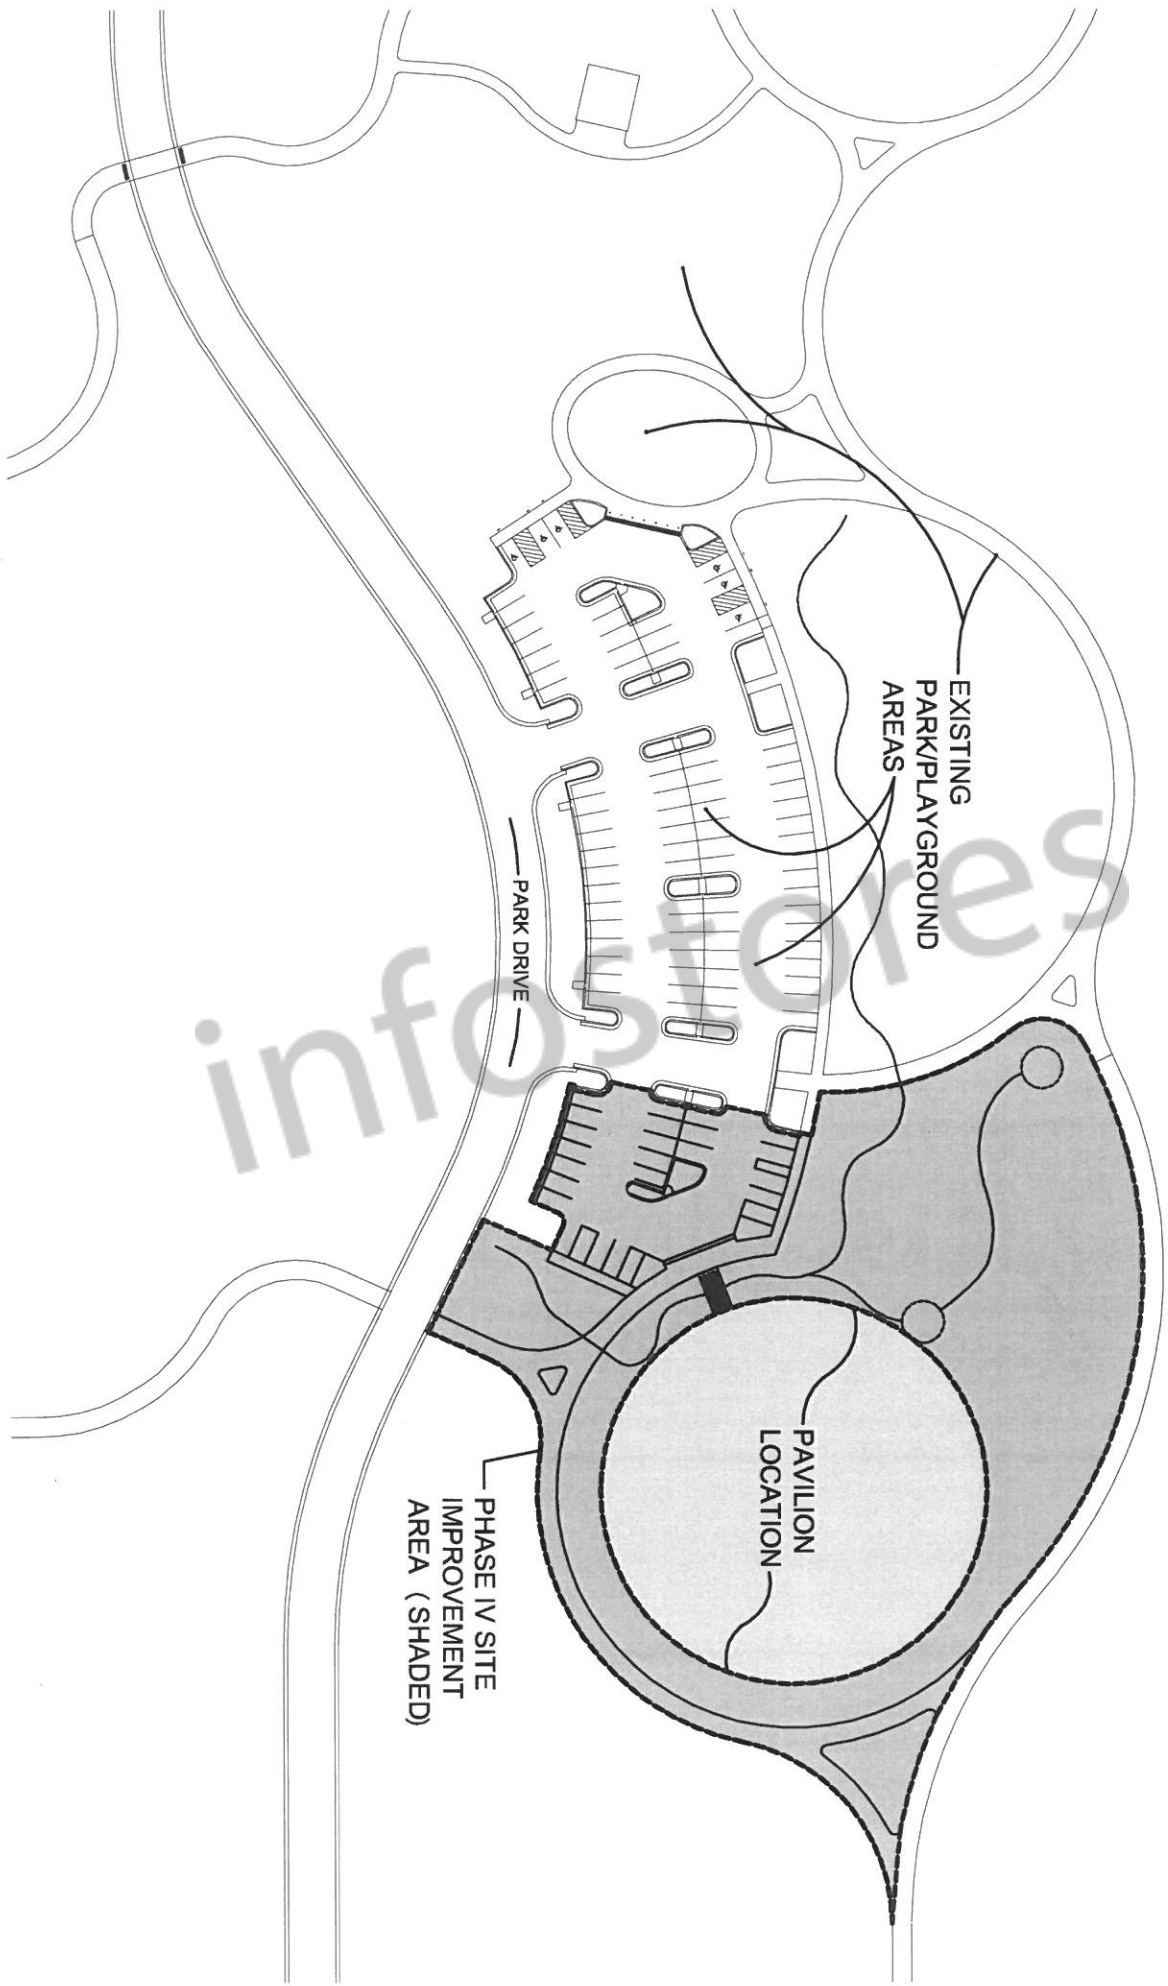 EXISTING
PARK/PLAYGROUND
AREAS
PARK DRIVE
PAVILION
LOCATION
PHASE IV SITE
IMPROVEMENT
AREA (SHADED)
infostores